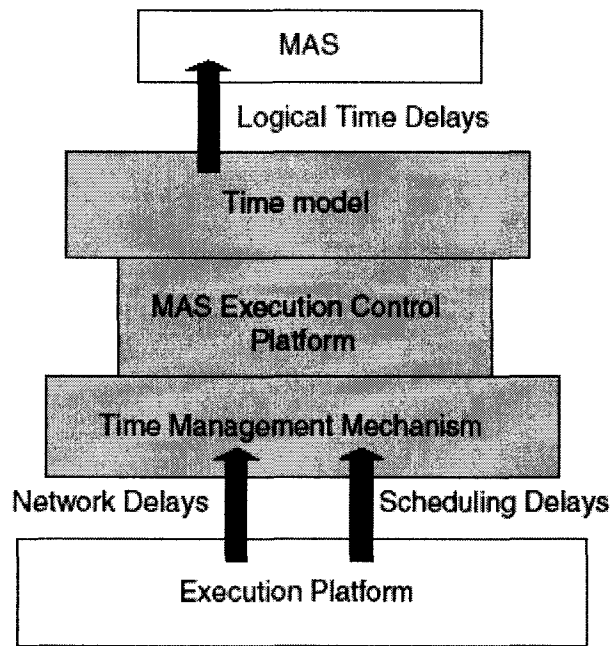 MAS
Logical Time Delays
Time model
MAS Execution Control
Platform
Time Management Mechanism
Network Delays
Scheduling Delays
Execution Platform